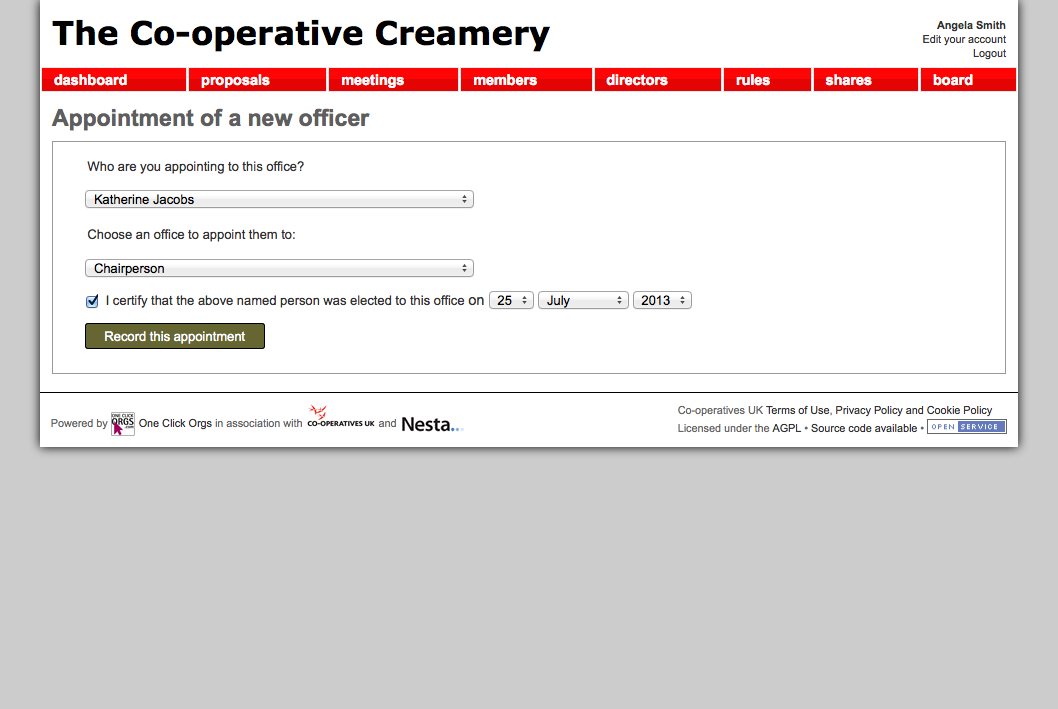 The Co-operative Creamery
Angela Smith
Edit your account
Logout
dashboard
proposals
meetings
members
directors
rules
shares
board
Appointment of a new officer
Who are you appointing to this office?
Katherine Jacobs
Choose an office to appoint them to:
Chairperson
I certify that the above named person was elected to this office on 25 July 2013
Record this appointment
Powered by ONE CLICK ORGS .com One Click Orgs in association with CO-OPERATIVES UK and Nesta...
Co-operatives UK Terms of Use, Privacy Policy and Cookie Policy
Licensed under the AGPL • Source code available • OPEN SERVICE